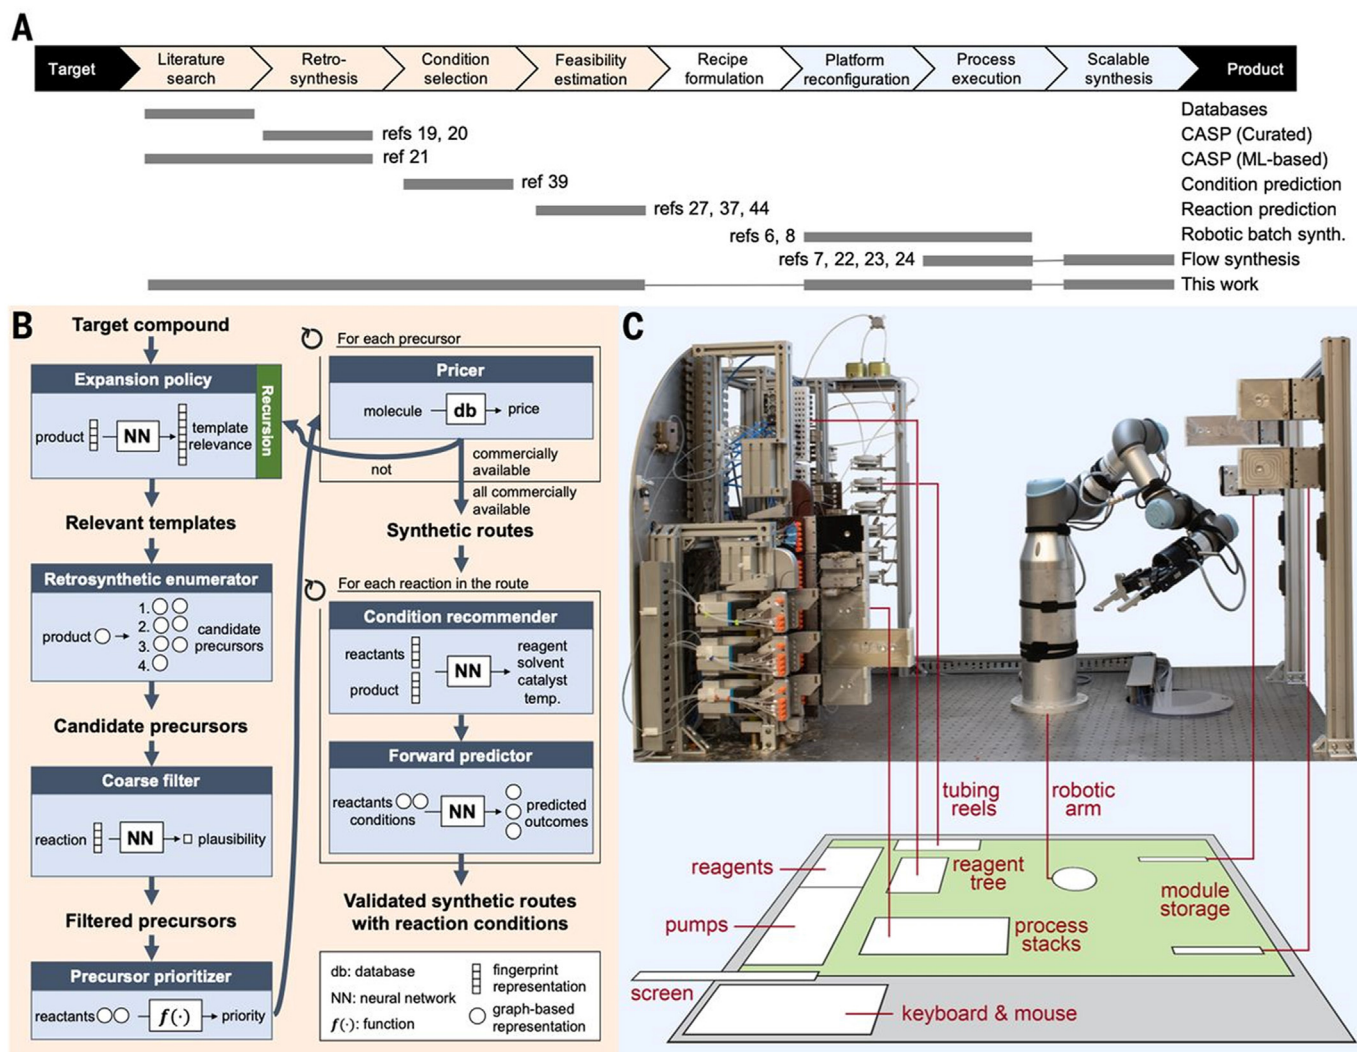 A
Target
Literature
search
Retro-
synthesis
Condition
selection
Feasibility
estimation
Recipe
formulation
Platform
reconfiguration
Process
execution
Scalable
synthesis
Product
Databases
refs 19, 20
CASP (Curated)
ref 21
CASP (ML-based)
ref 39
Condition prediction
refs 27, 37, 44
Reaction prediction
refs 6, 8
Robotic batch synth.
refs 7, 22, 23, 24
Flow synthesis
This work
B
Target compound
Expansion policy
product
NN
template
relevance
Recursion
Relevant templates
Retrosynthetic enumerator
product
1.
2.
3.
4.
candidate
precursors
Candidate precursors
Coarse filter
reaction
NN
plausibility
Filtered precursors
Precursor prioritizer
reactants
f(·)
priority
For each precursor
Pricer
molecule
db
price
not
commercially
available
all commercially
available
Synthetic routes
For each reaction in the route
Condition recommender
reactants
product
NN
reagent
solvent
catalyst
temp.
Forward predictor
reactants
conditions
NN
predicted
outcomes
Validated synthetic routes
with reaction conditions
db: database
NN: neural network
f(·): function
fingerprint
representation
graph-based
representation
C
tubing
reels
robotic
arm
reagents
reagent
tree
module
storage
pumps
process
stacks
screen
keyboard & mouse